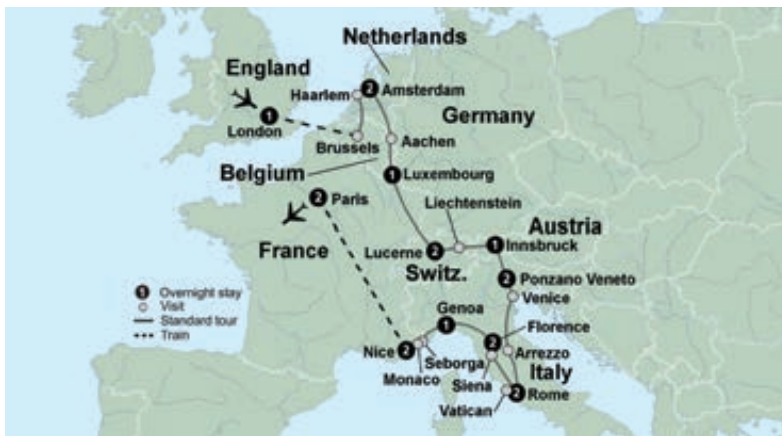 Netherlands
England
2
Haarlem
Amsterdam
1
London
Germany
Brussels
Aachen
Belgium
1
Luxembourg
2
Paris
Liechtenstein
Austria
France
Lucerne
2
1
Innsbruck
Switz.
2
Ponzano Veneto
Venice
1 Overnight stay
Visit
Standard tour
Train
Genoa
1
Florence
2
Nice
2
Seborga
Arrezzo
Monaco
Siena
Italy
Vatican
2
Rome